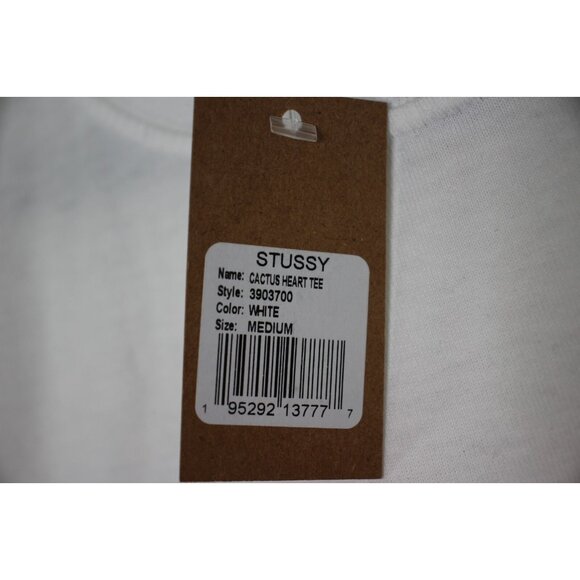 STUSSY
Name: CACTUS HEART TEE
Style: 3903700
Color: WHITE
Size: MEDIUM
1 95292 13777 7